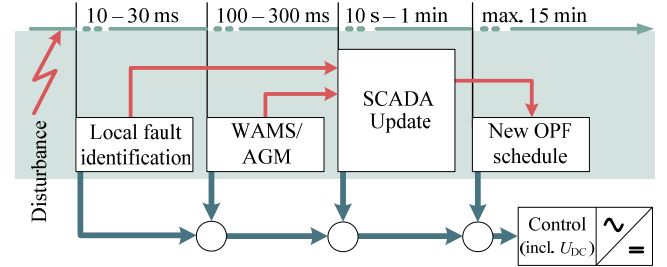 10 – 30 ms
100 – 300 ms
10 s – 1 min
max. 15 min
Disturbance
Local fault
identification
WAMS/
AGM
SCADA
Update
New OPF
schedule
Control
(incl. UDC)